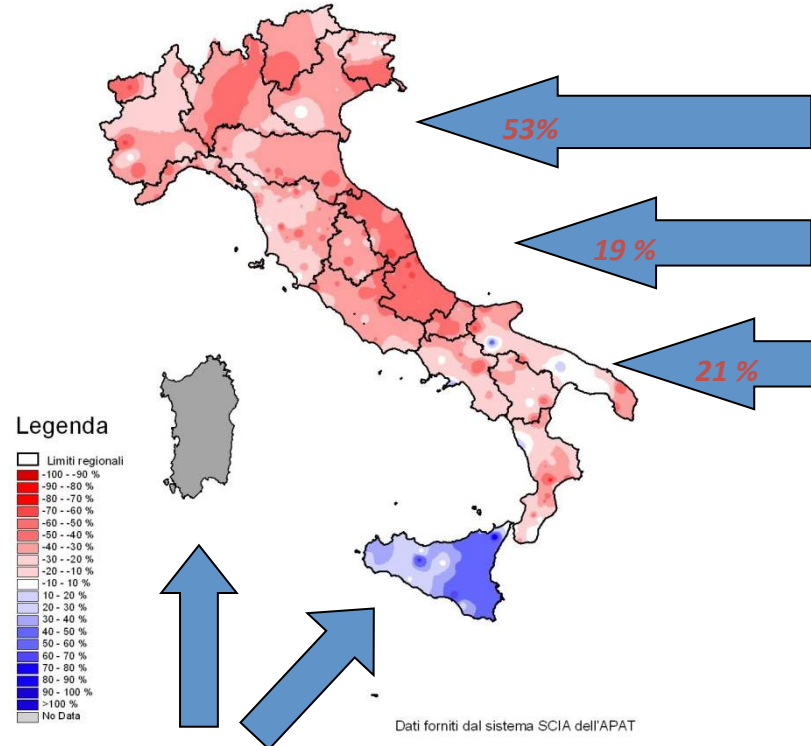 53%
19 %
21 %
Legenda
Limiti regionali
-100 - -90 %
-90 - -80 %
-80 - -70 %
-70 - -60 %
-60 - -50 %
-50 - -40 %
-40 - -30 %
-30 - -20 %
-20 - -10 %
-10 - 10 %
10 - 20 %
20 - 30 %
30 - 40 %
40 - 50 %
50 - 60 %
60 - 70 %
70 - 80 %
80 - 90 %
90 - 100 %
>100 %
No Data
Dati forniti dal sistema SCIA dell'APAT